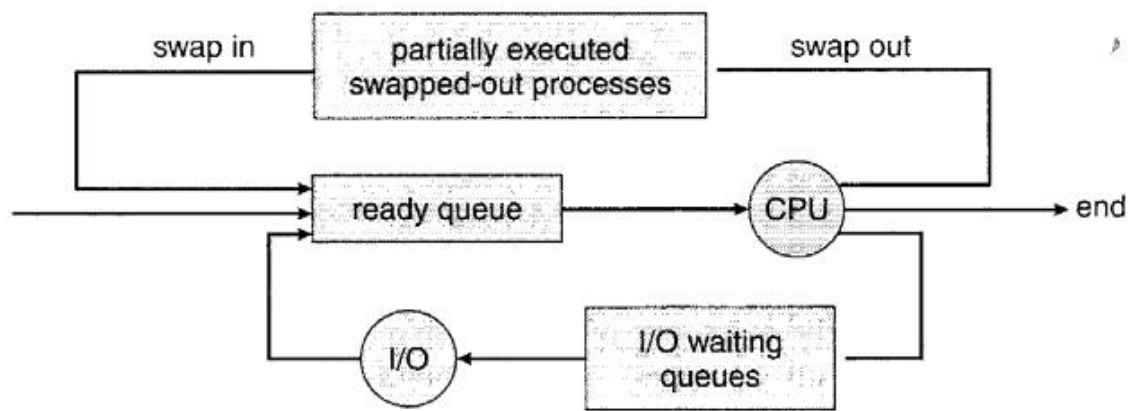 swap in
partially executed
swapped-out processes
swap out
ready queue
CPU
end
I/O
I/O waiting
queues